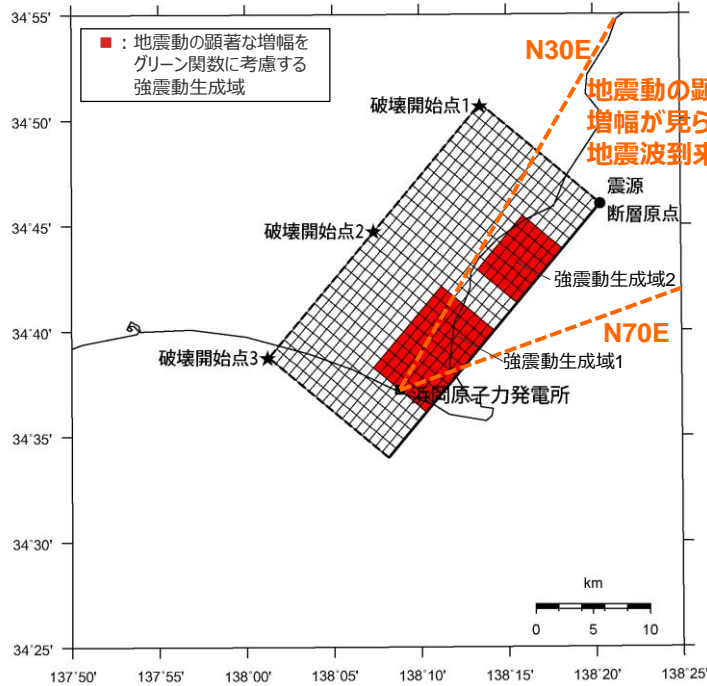 34°55'
■ : 地震動の顕著な増幅を
グリーン関数に考慮する
強震動生成域
N30E
地震動の顕
増幅が見ら
地震波到来
34°50'
破壊開始点1
震源
断層原点
34°45'
破壊開始点2
強震動生成域2
34°40'
破壊開始点3
N70E
強震動生成域1
浜岡原子力発電所
34°35'
34°30'
km
0 5 10
34°25'
137°50' 137°55' 138°00' 138°05' 138°10' 138°15' 138°20' 138°25'